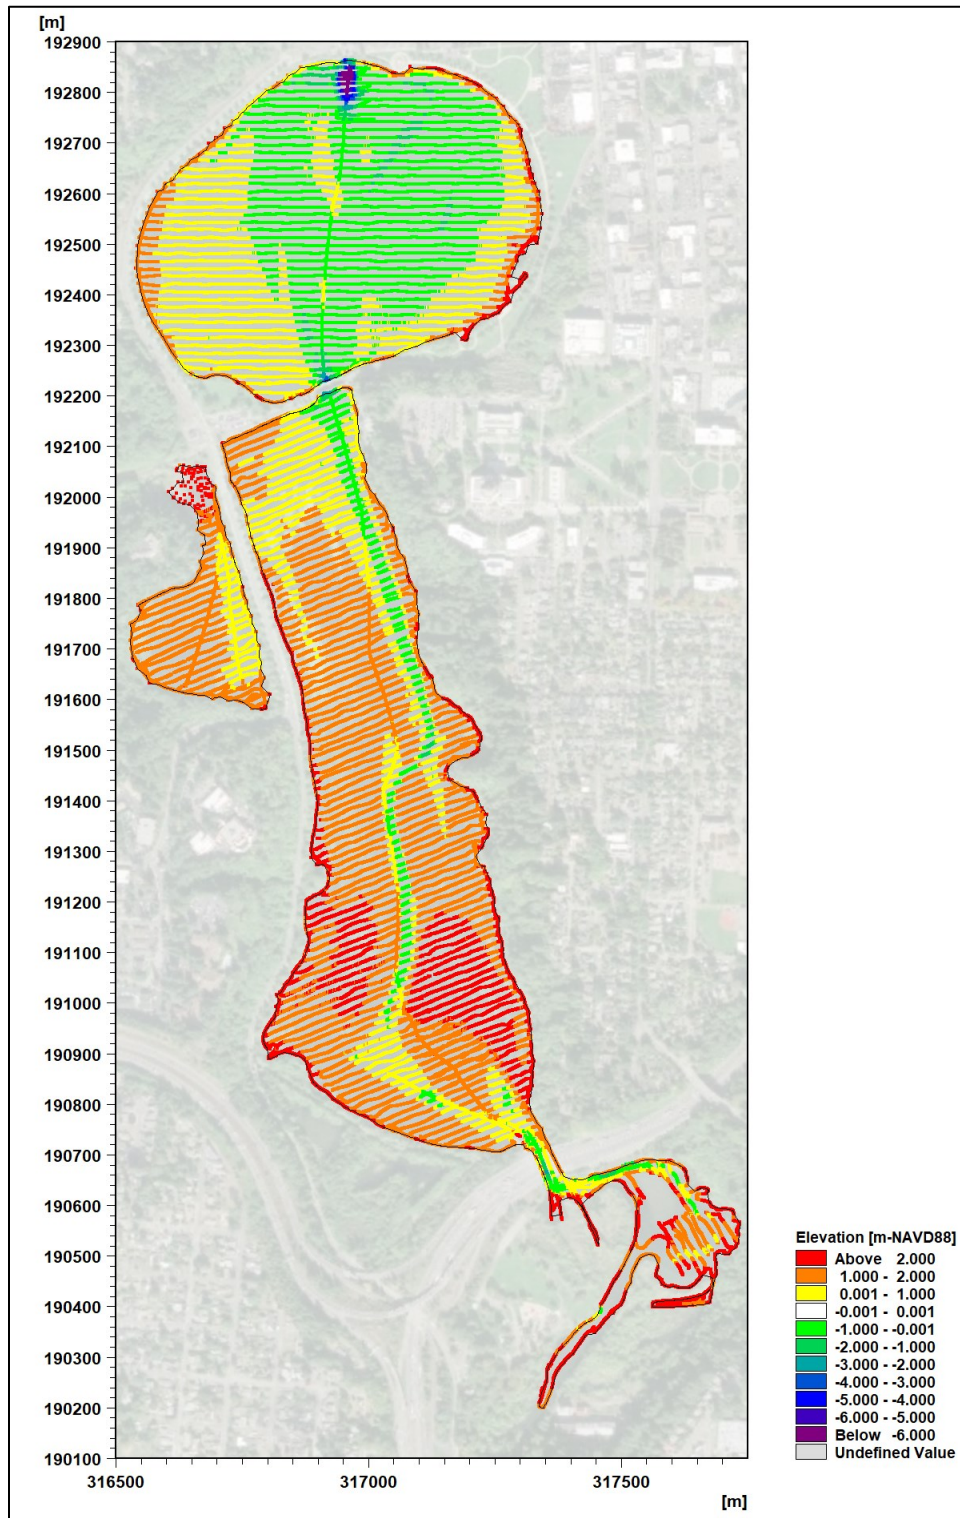 [m]
192900
192800
192700
192600
192500
192400
192300
192200
192100
192000
191900
191800
191700
191600
191500
191400
191300
191200
191100
191000
190900
190800
190700
190600
190500
190400
190300
190200
190100
316500 317000 317500
[m]
Elevation [m-NAVD88]
Above 2.000
1.000 - 2.000
0.001 - 1.000
-0.001 - 0.001
-1.000 - -0.001
-2.000 - -1.000
-3.000 - -2.000
-4.000 - -3.000
-5.000 - -4.000
-6.000 - -5.000
Below -6.000
Undefined Value